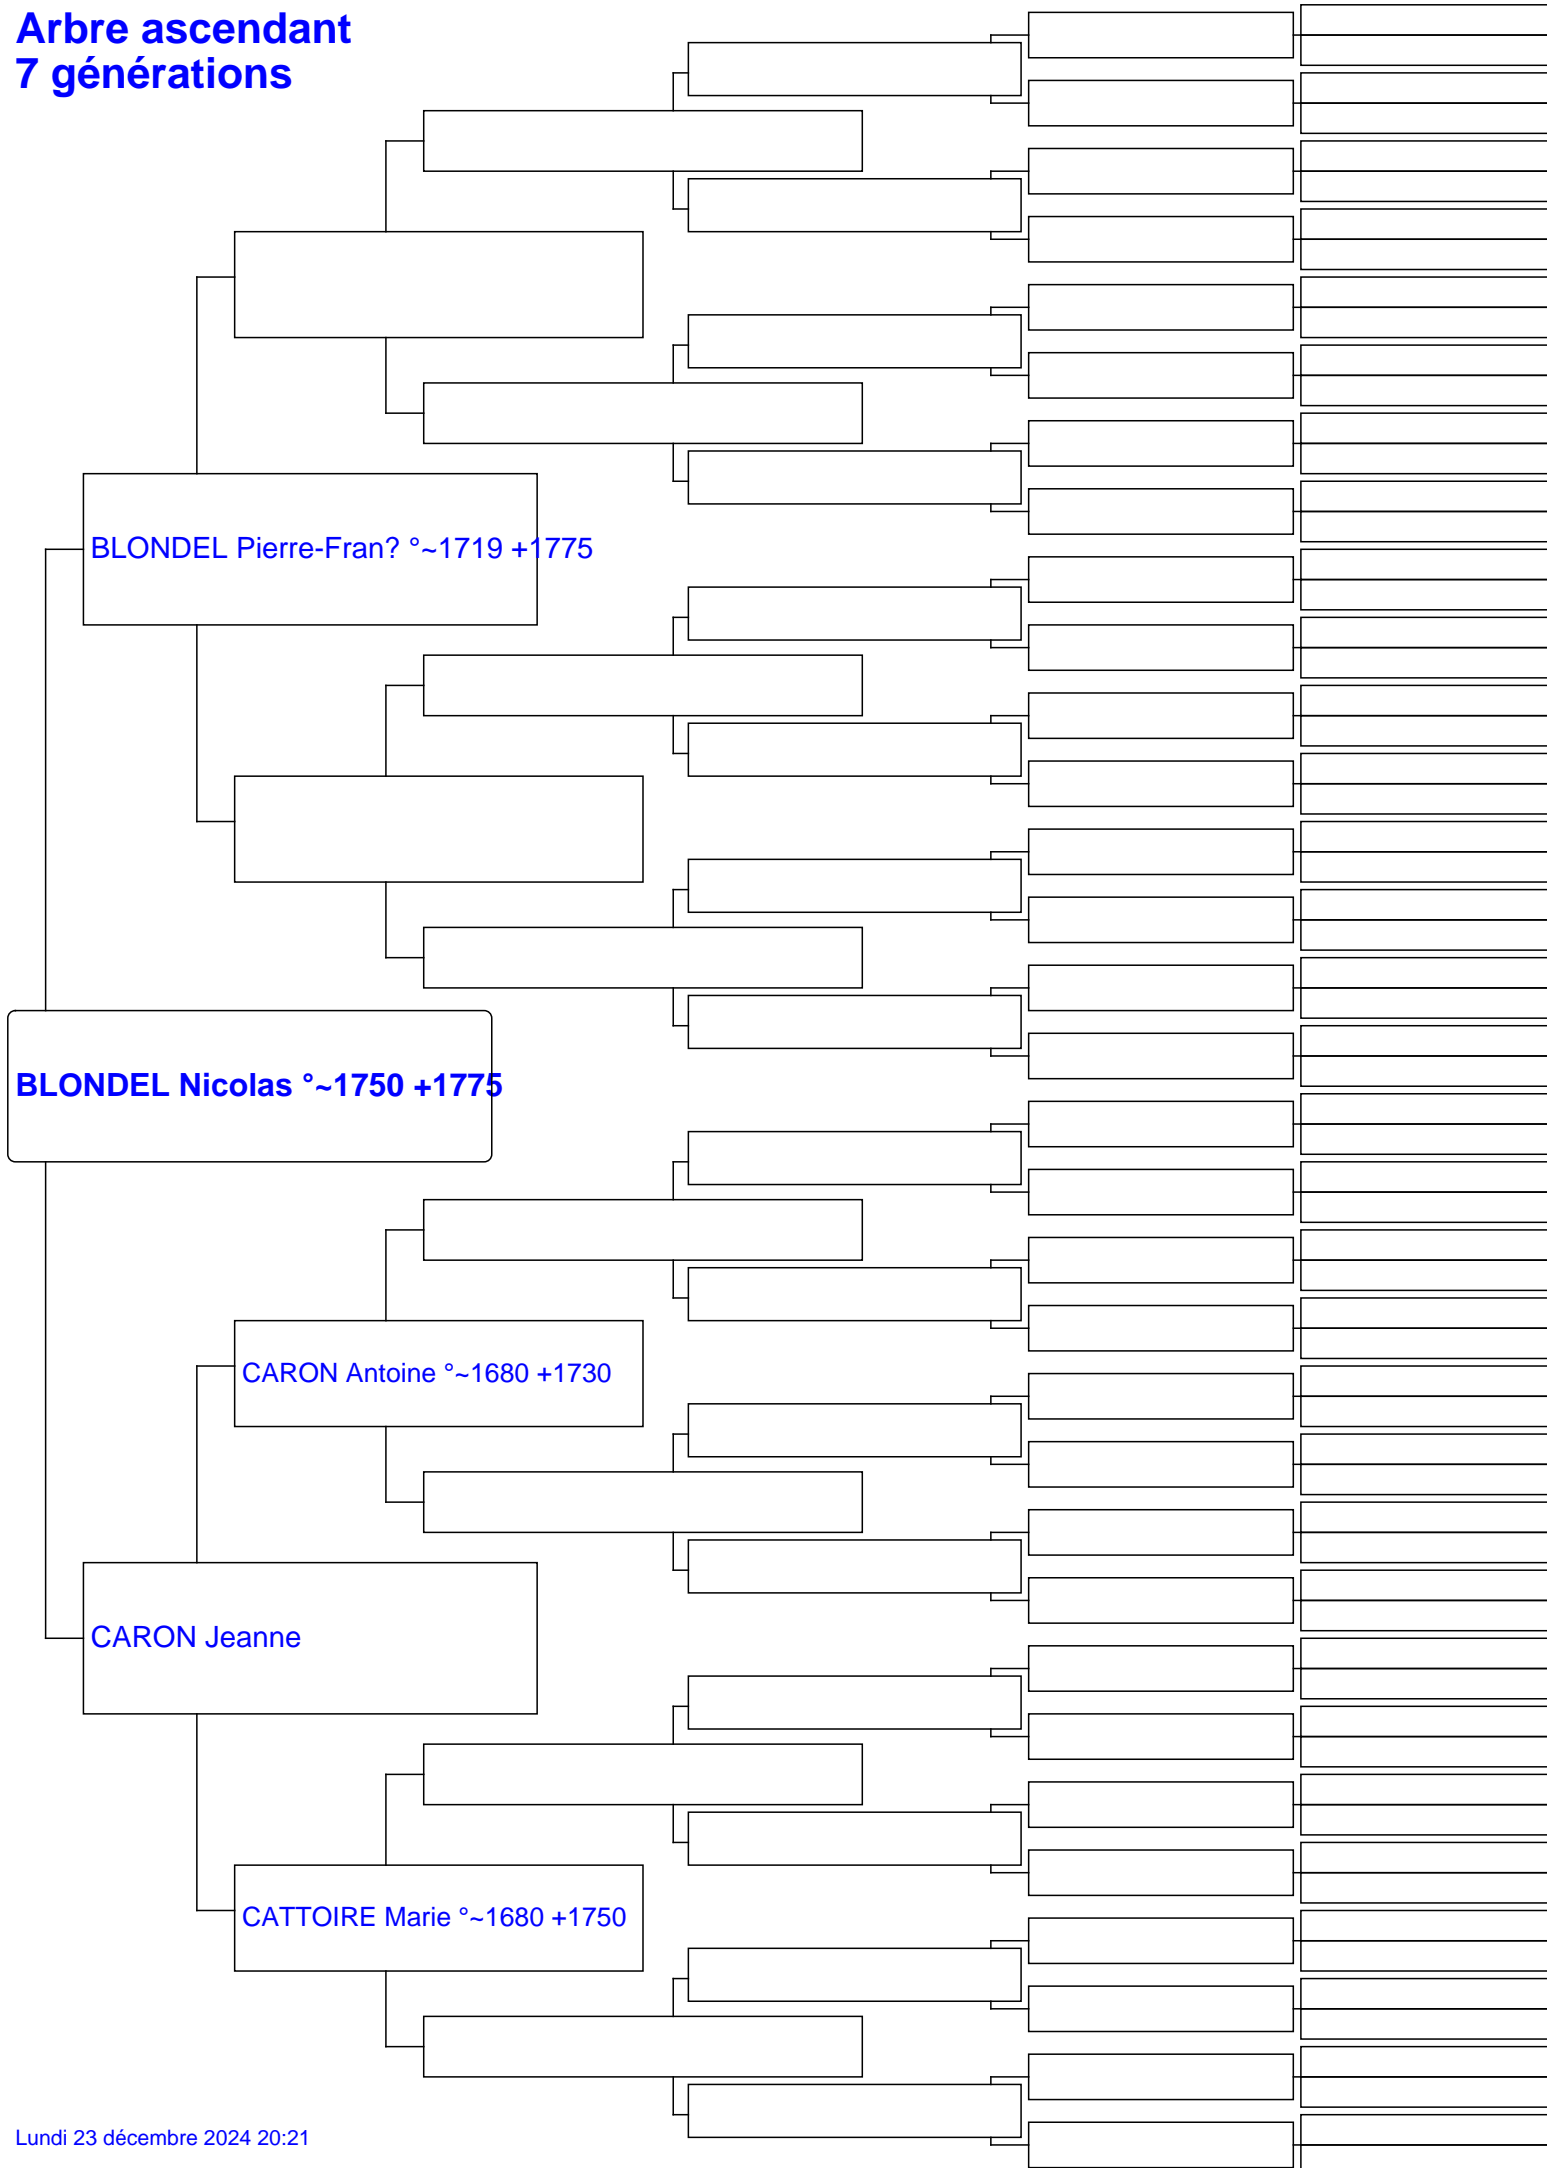 Arbre ascendant
7 générations
BLONDEL Pierre-Fran? °~1719 +1775
BLONDEL Nicolas °~1750 +1775
CARON Antoine °~1680 +1730
CARON Jeanne
CATTOIRE Marie °~1680 +1750
Lundi 23 décembre 2024 20:21